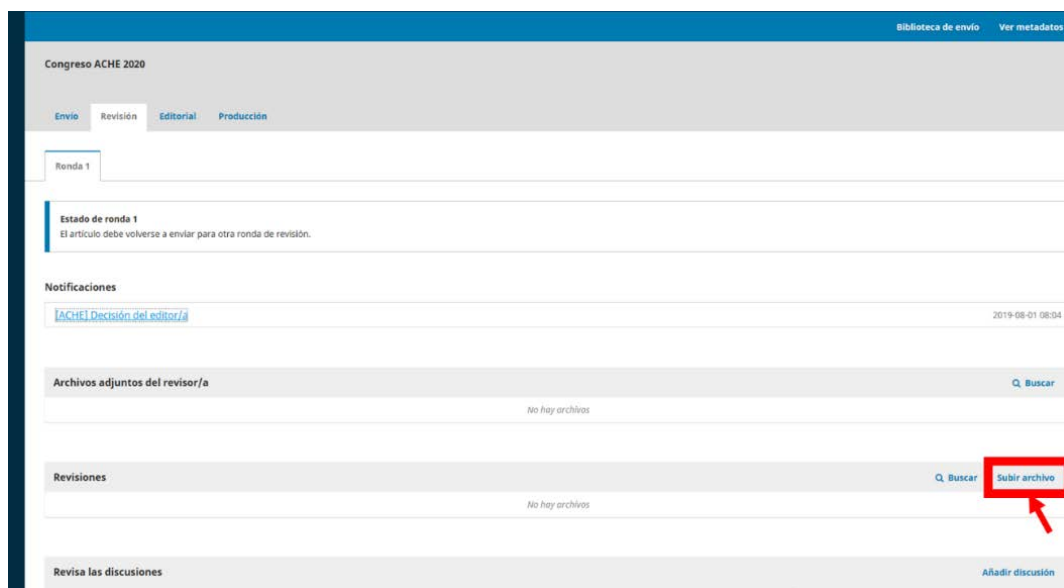 Biblioteca de envío Ver metadatos
Congreso ACHE 2020
Envío Revisión Editorial Producción
Ronda 1
Estado de ronda 1
El artículo debe volverse a enviar para otra ronda de revisión.
Notificaciones
[ACHE] Decisión del editor/a 2019-08-01 08:04
Archivos adjuntos del revisor/a Buscar
No hay archivos
Revisiones Buscar Subir archivo
No hay archivos
Revisa las discusiones Añadir discusión